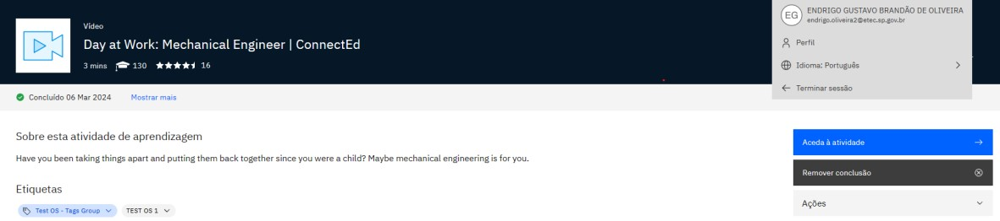 Vídeo
Day at Work: Mechanical Engineer | ConnectEd
3 mins 130 16
EG
ENDRIGO GUSTAVO BRANDÃO DE OLIVEIRA
endrigo.oliveira2@etec.sp.gov.br
Perfil
Idioma: Português
Terminar sessão
Concluído 06 Mar 2024 Mostrar mais
Sobre esta atividade de aprendizagem
Have you been taking things apart and putting them back together since you were a child? Maybe mechanical engineering is for you.
Etiquetas
Test OS - Tags Group TEST OS 1
Aceda à atividade
Remover conclusão
Ações